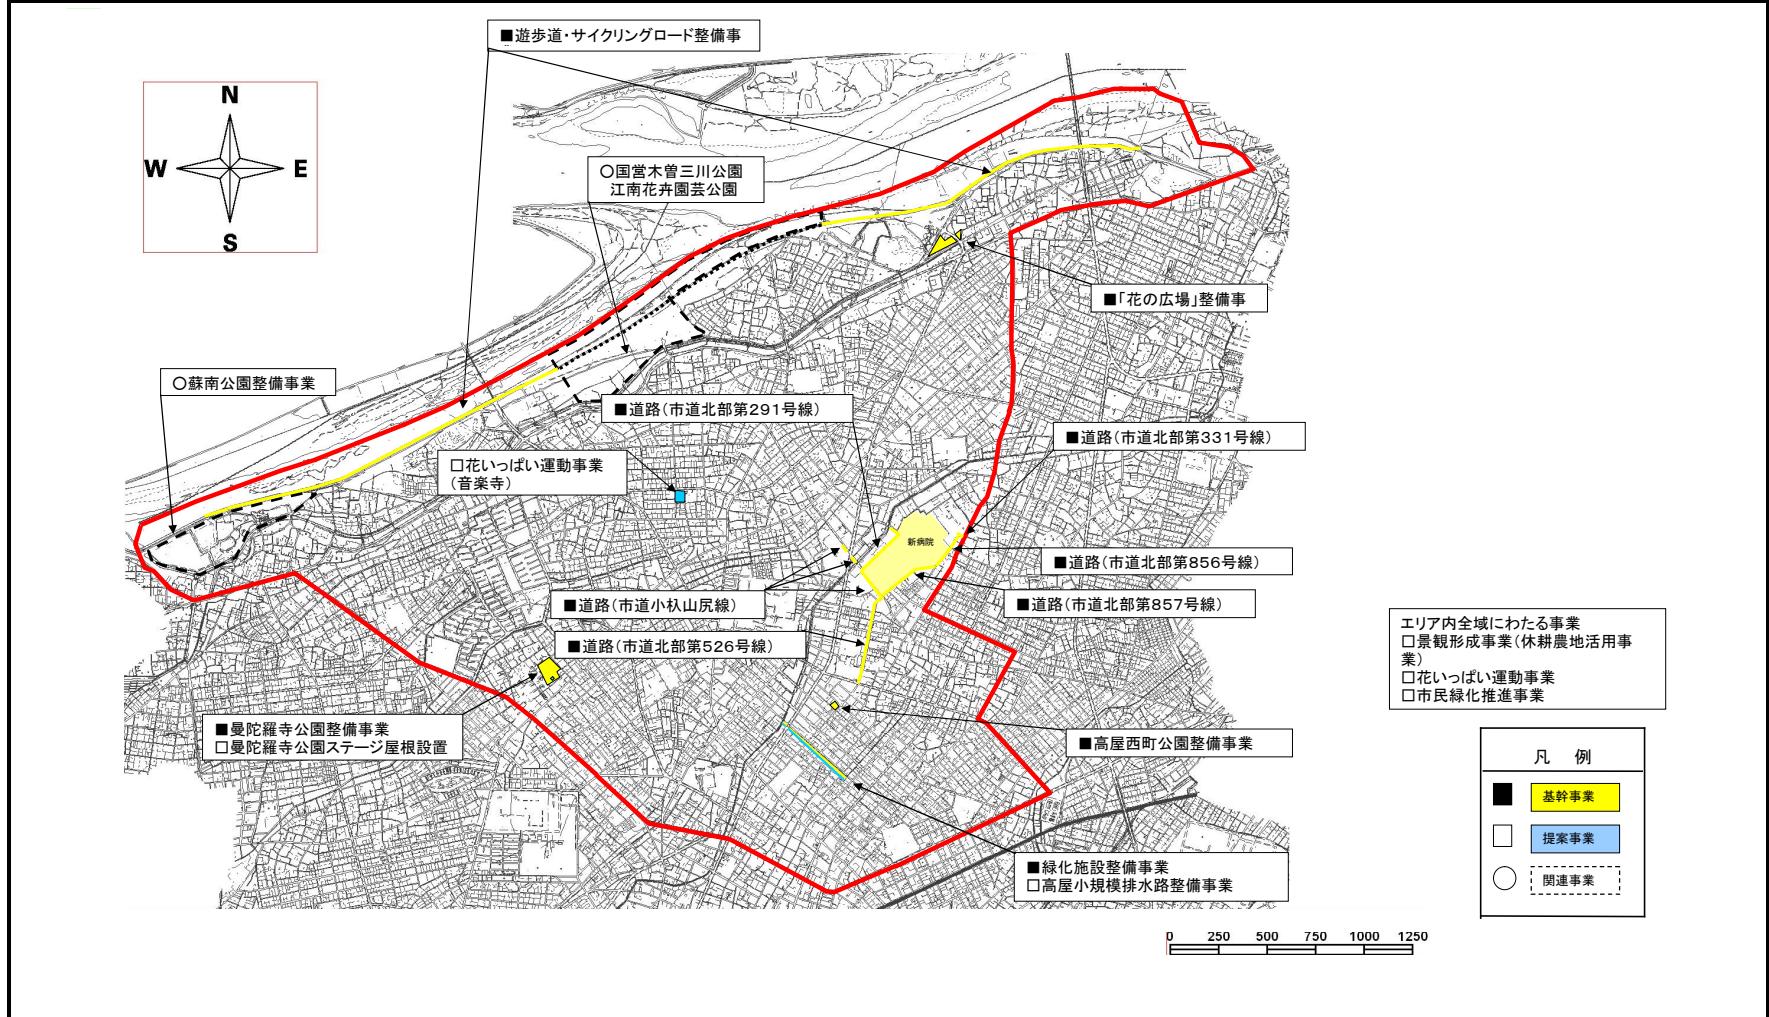 ■遊歩道・サイクリングロード整備事
N
W
E
S
○国営木曽三川公園
江南花卉園芸公園
■「花の広場」整備事
○蘇南公園整備事業
■道路(市道北部第291号線)
■道路(市道北部第331号線)
□花いっぱい運動事業
(音楽寺)
新病院
■道路(市道北部第856号線)
■道路(市道小杁山尻線)
■道路(市道北部第857号線)
■道路(市道北部第526号線)
エリア内全域にわたる事業
□景観形成事業(休耕農地活用事
業)
□花いっぱい運動事業
□市民緑化推進事業
■曼陀羅寺公園整備事業
□曼陀羅寺公園ステージ屋根設置
■高屋西町公園整備事業
凡 例
■ 基幹事業
□ 提案事業
○ 関連事業
■緑化施設整備事業
□高屋小規模排水路整備事業
0 250 500 750 1000 1250